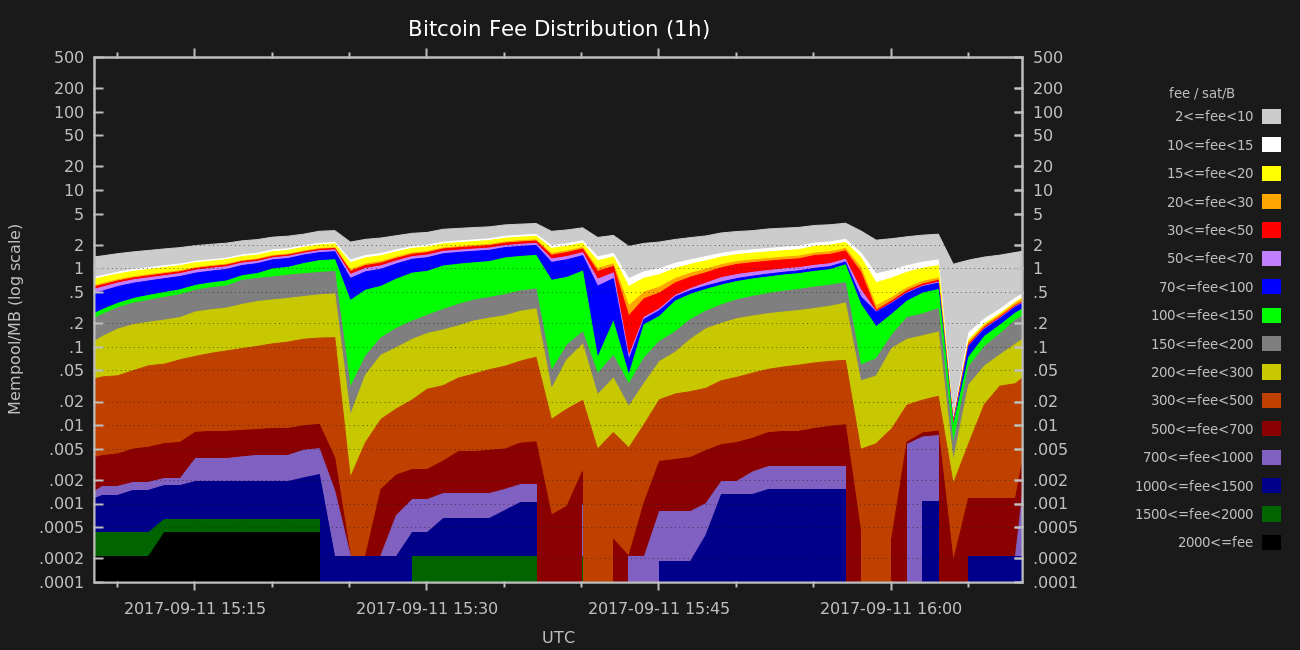 Bitcoin Fee Distribution (1h)
Mempool/MB (log scale)
500
200
100
50
20
10
5
2
1
.5
.2
.1
.05
.02
.01
.005
.002
.001
.0005
.0002
.0001
500
200
100
50
20
10
5
2
1
.5
.2
.1
.05
.02
.01
.005
.002
.001
.0005
.0002
.0001
2017-09-11 15:15
2017-09-11 15:30
2017-09-11 15:45
2017-09-11 16:00
UTC
fee / sat/B
2<=fee<10
10<=fee<15
15<=fee<20
20<=fee<30
30<=fee<50
50<=fee<70
70<=fee<100
100<=fee<150
150<=fee<200
200<=fee<300
300<=fee<500
500<=fee<700
700<=fee<1000
1000<=fee<1500
1500<=fee<2000
2000<=fee